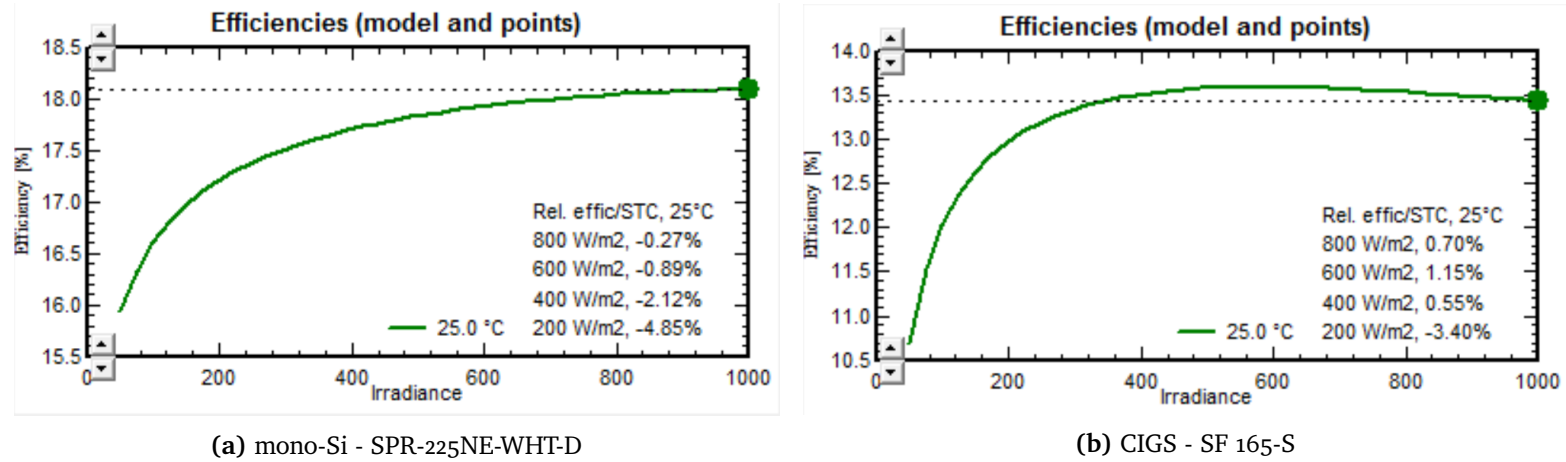 Efficiencies (model and points)
18.5
18.0
17.5
17.0
16.5
16.0
15.5
Efficiency [%]
Rel. effic/STC, 25°C
800 W/m2, -0.27%
600 W/m2, -0.89%
400 W/m2, -2.12%
25.0 °C 200 W/m2, -4.85%
0 200 400 600 800 1000
Irradiance
(a) mono-Si - SPR-225NE-WHT-D
Efficiencies (model and points)
14.0
13.5
13.0
12.5
12.0
11.5
11.0
10.5
Efficiency [%]
Rel. effic/STC, 25°C
800 W/m2, 0.70%
600 W/m2, 1.15%
400 W/m2, 0.55%
25.0 °C 200 W/m2, -3.40%
0 200 400 600 800 1000
Irradiance
(b) CIGS - SF 165-S